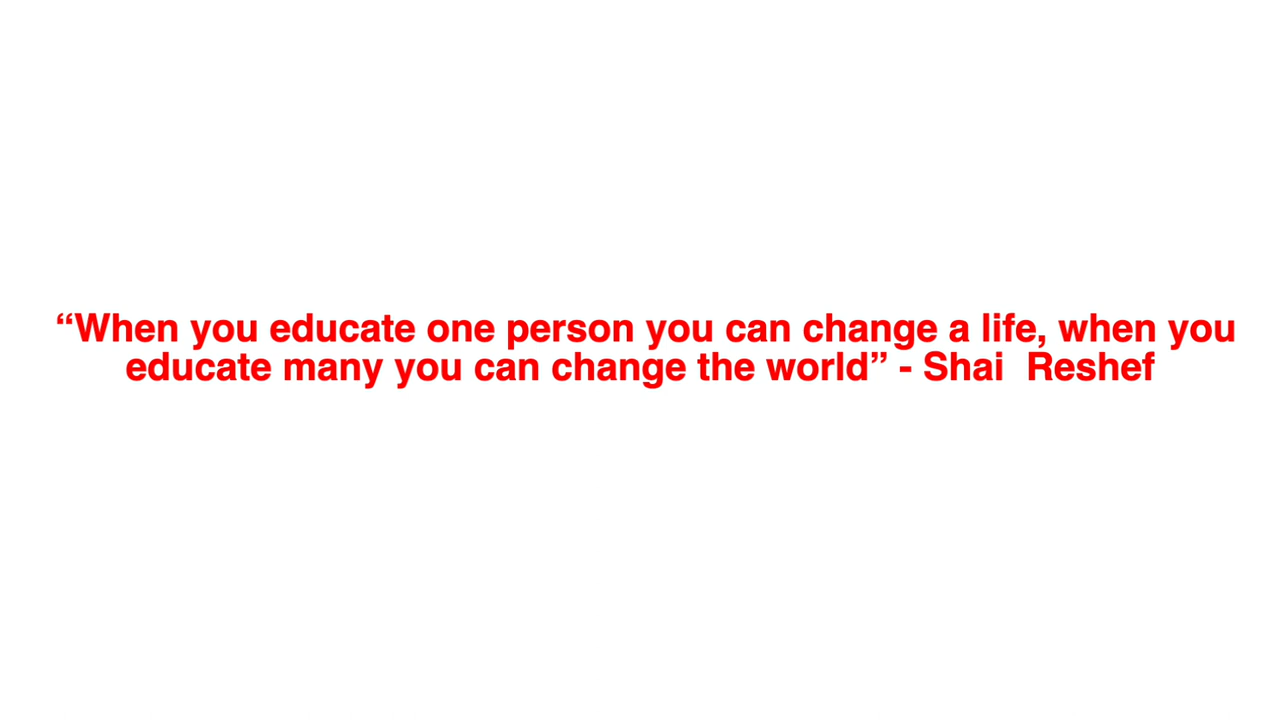 “When you educate one person you can change a life, when you
educate many you can change the world” - Shai  Reshef